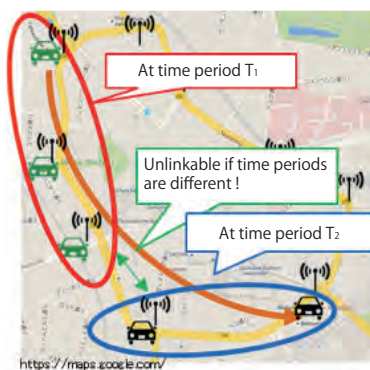 At time period T1
Unlinkable if time periods
are different !
At time period T2
https://maps.google.com/